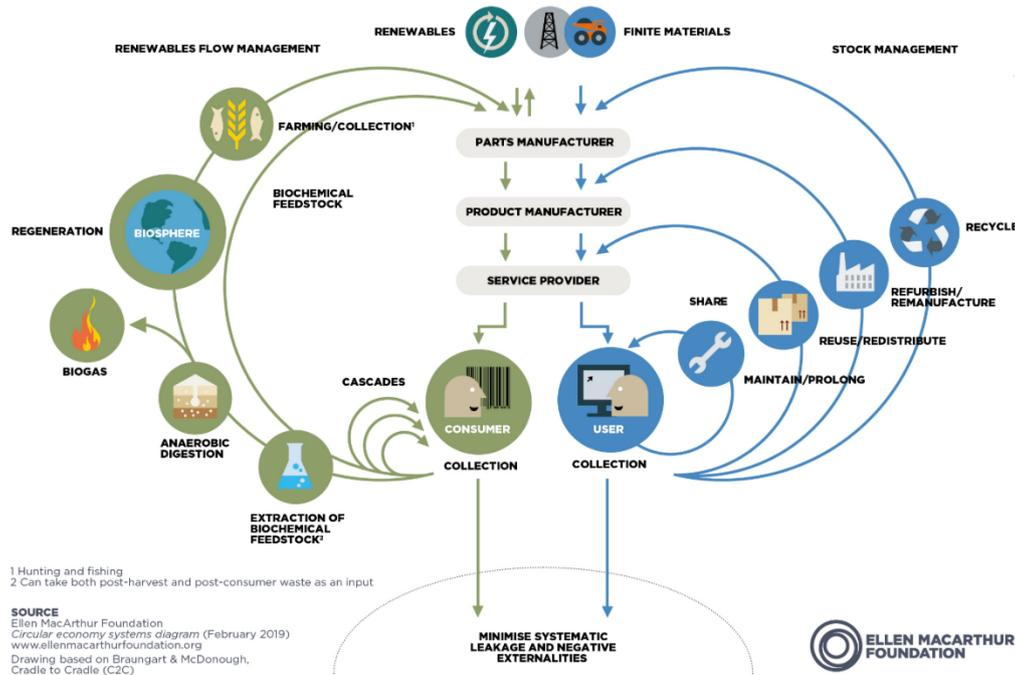 RENEWABLES
FINITE MATERIALS
RENEWABLES FLOW MANAGEMENT
STOCK MANAGEMENT
FARMING/COLLECTION¹
PARTS MANUFACTURER
BIOCHEMICAL
FEEDSTOCK
PRODUCT MANUFACTURER
REGENERATION
BIOSPHERE
RECYCLE
SERVICE PROVIDER
SHARE
REFURBISH/
REMANUFACTURE
REUSE/REDISTRIBUTE
BIOGAS
CASCADES
MAINTAIN/PROLONG
CONSUMER
USER
ANAEROBIC
DIGESTION
COLLECTION
COLLECTION
EXTRACTION OF
BIOCHEMICAL
FEEDSTOCK²
1 Hunting and fishing
2 Can take both post-harvest and post-consumer waste as an input
SOURCE
Ellen MacArthur Foundation
Circular economy systems diagram (February 2019)
www.ellenmacarthurfoundation.org
Drawing based on Braungart & McDonough,
Cradle to Cradle (C2C)
MINIMISE SYSTEMATIC
LEAKAGE AND NEGATIVE
EXTERNALITIES
ELLEN MACARTHUR
FOUNDATION